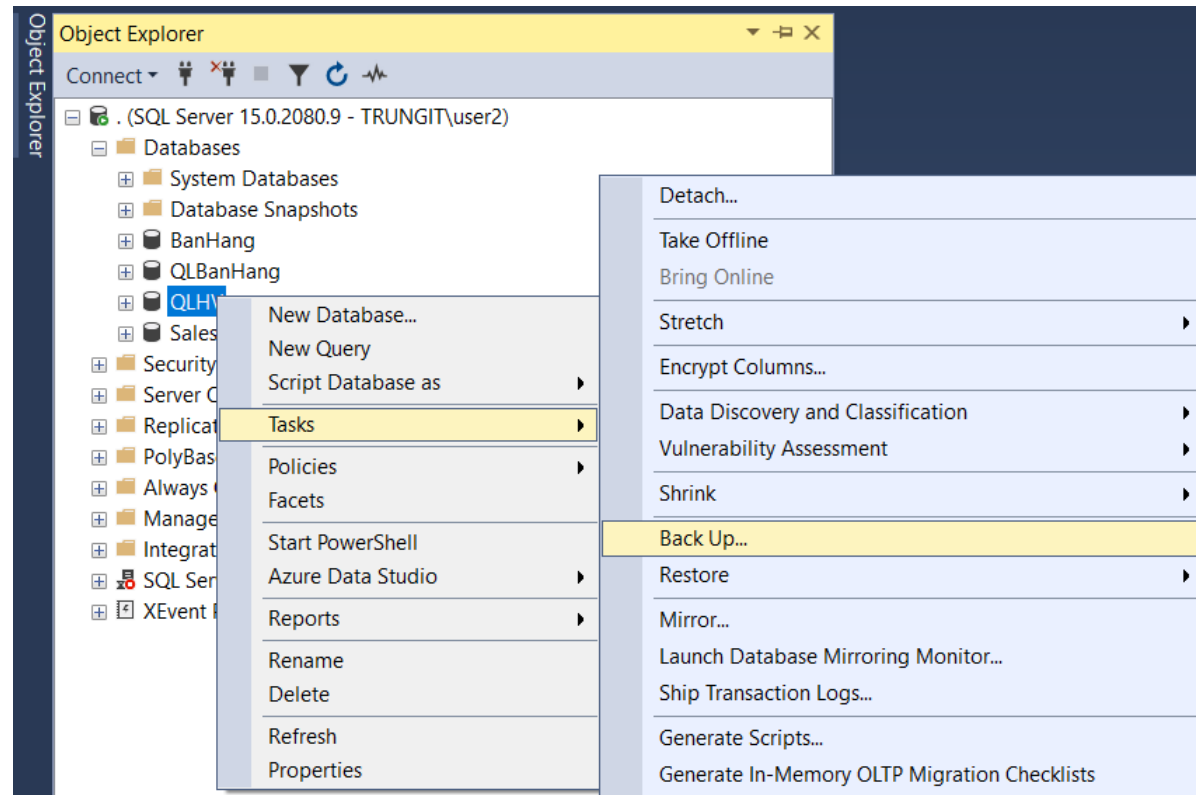 Object Explorer
Object Explorer
Connect
. (SQL Server 15.0.2080.9 - TRUNGIT\user2)
Databases
System Databases
Database Snapshots
BanHang
QLBanHang
QLHV
Sales
Security
Server O
Replicat
PolyBas
Always
Manage
Integrat
SQL Ser
XEvent
New Database...
New Query
Script Database as
Tasks
Policies
Facets
Start PowerShell
Azure Data Studio
Reports
Rename
Delete
Refresh
Properties
Detach...
Take Offline
Bring Online
Stretch
Encrypt Columns...
Data Discovery and Classification
Vulnerability Assessment
Shrink
Back Up...
Restore
Mirror...
Launch Database Mirroring Monitor...
Ship Transaction Logs...
Generate Scripts...
Generate In-Memory OLTP Migration Checklists